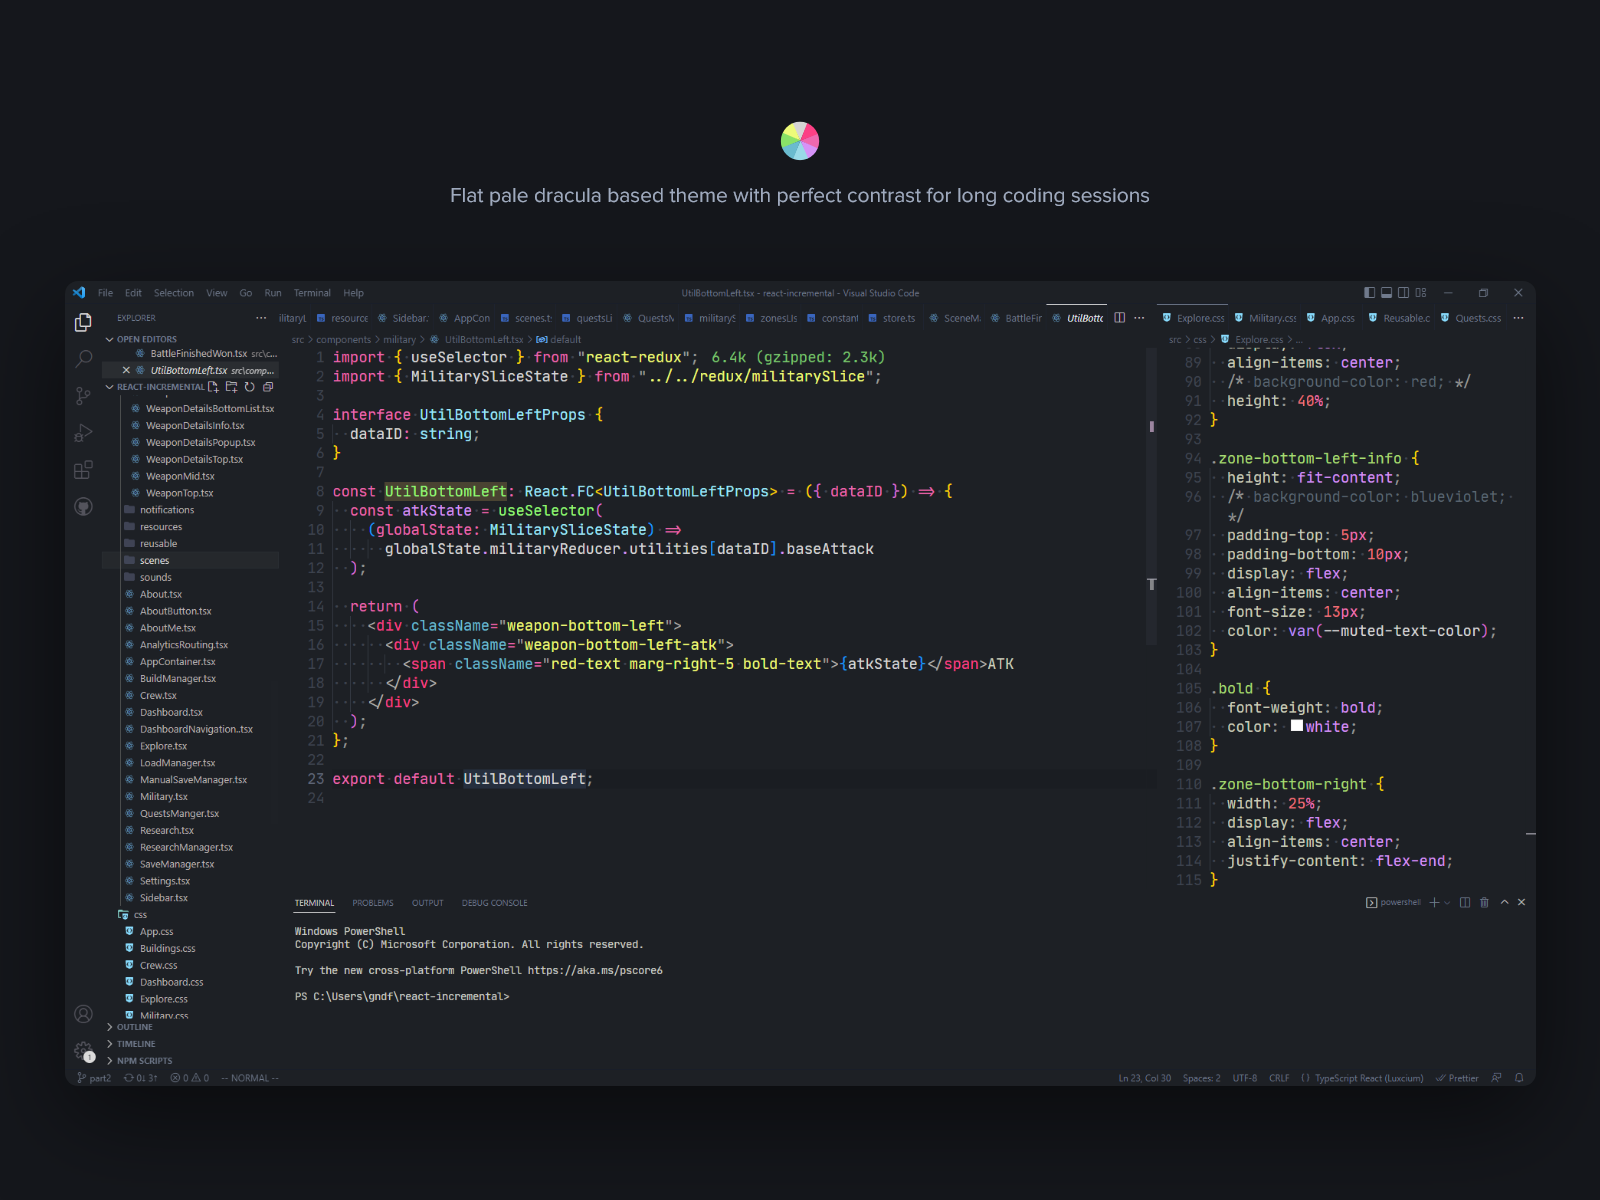 Flat pale dracula based theme with perfect contrast for long coding sessions
File Edit Selection View Go Run Terminal Help
UtilBottomLeft.tsx - react-incremental - Visual Studio Code
EXPLORER
OPEN EDITORS
BattleFinishedWon.tsx src\c...
UtilBottomLeft.tsx src\comp...
REACT-INCREMENTAL
WeaponDetailsBottomList.tsx
WeaponDetailsInfo.tsx
WeaponDetailsPopup.tsx
WeaponDetailsTop.tsx
WeaponMid.tsx
WeaponTop.tsx
notifications
resources
reusable
scenes
sounds
About.tsx
AboutButton.tsx
AboutMe.tsx
AnalyticsRouting.tsx
AppContainer.tsx
BuildManager.tsx
Crew.tsx
Dashboard.tsx
DashboardNavigation..tsx
Explore.tsx
LoadManager.tsx
ManualSaveManager.tsx
Military.tsx
QuestsManger.tsx
Research.tsx
ResearchManager.tsx
SaveManager.tsx
Settings.tsx
Sidebar.tsx
css
App.css
Buildings.css
Crew.css
Dashboard.css
Explore.css
Military.css
OUTLINE
TIMELINE
NPM SCRIPTS
resource Sidebar. AppCon scenes.t questsLi Quests military zonesLis constan store.ts SceneM BattleFir UtilBotto
src > components > military > UtilBottomLeft.tsx > default
1 import { useSelector } from "react-redux"; 6.4k (gzipped: 2.3k)
2 import { MilitarySliceState } from "../../redux/militarySlice";
3
4 interface UtilBottomLeftProps {
5 dataID: string;
6 }
7
8 const UtilBottomLeft: React.FC<UtilBottomLeftProps> = ({ dataID }) => {
9 const atkState = useSelector(
10 (globalState: MilitarySliceState) =>
11 globalState.militaryReducer.utilities[dataID].baseAttack
12 );
13
14 return (
15 <div className="weapon-bottom-left">
16 <div className="weapon-bottom-left-atk">
17 <span className="red-text marg-right-5 bold-text">{atkState}</span>ATK
18 </div>
19 </div>
20 );
21 };
22
23 export default UtilBottomLeft;
24
Explore.css Military.css App.css Reusable.c Quests.css
src > css > Explore.css > ...
89 align-items: center;
90 /* background-color: red; */
91 height: 40%;
92 }
93
94 .zone-bottom-left-info {
95 height: fit-content;
96 /* background-color: blueviolet;
*/
97 padding-top: 5px;
98 padding-bottom: 10px;
99 display: flex;
100 align-items: center;
101 font-size: 13px;
102 color: var(--muted-text-color);
103 }
104
105 .bold {
106 font-weight: bold;
107 color: white;
108 }
109
110 .zone-bottom-right {
111 width: 25%;
112 display: flex;
113 align-items: center;
114 justify-content: flex-end;
115 }
TERMINAL PROBLEMS OUTPUT DEBUG CONSOLE
powershell
Windows PowerShell
Copyright (C) Microsoft Corporation. All rights reserved.
Try the new cross-platform PowerShell https://aka.ms/pscore6
PS C:\Users\gndf\react-incremental>
1
part2 0↓ 3↑ 0 0 -- NORMAL --
Ln 23, Col 30 Spaces: 2 UTF-8 CRLF { } TypeScript React (Luxcium) Prettier